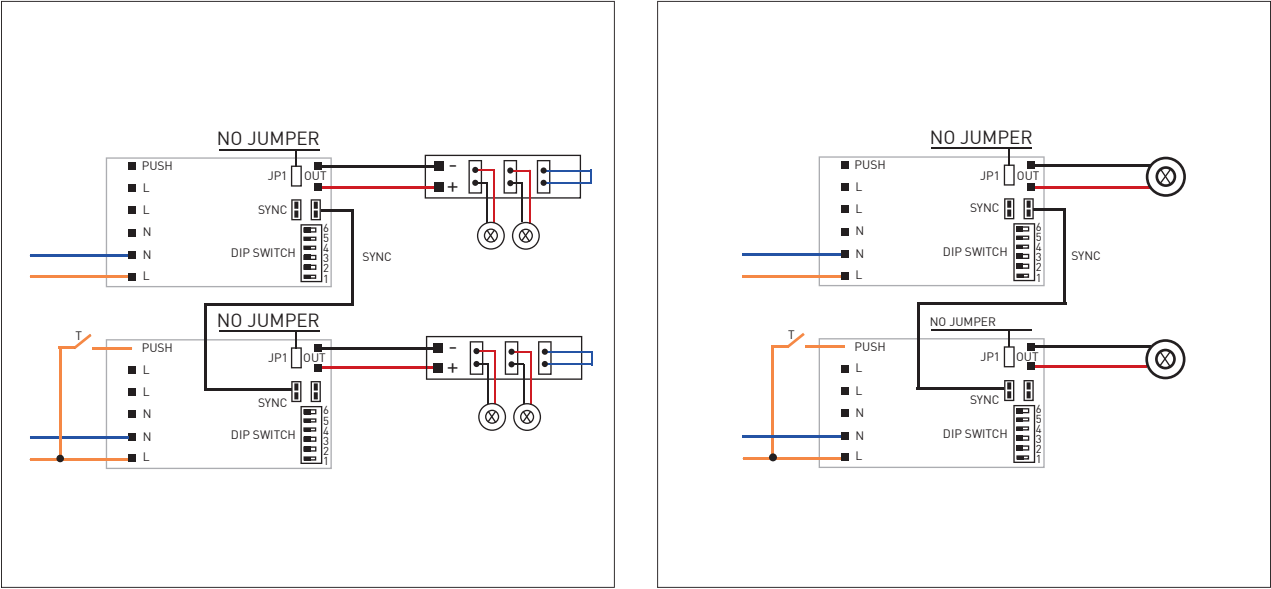 NO JUMPER
PUSH
JP1 OUT
L
L
SYNC
N
N
L
DIP SWITCH
6
5
4
3
2
1
SYNC
-
+
T
NO JUMPER
PUSH
JP1 OUT
L
L
SYNC
N
N
L
DIP SWITCH
6
5
4
3
2
1
-
+
NO JUMPER
PUSH
JP1 OUT
L
L
SYNC
N
N
L
DIP SWITCH
6
5
4
3
2
1
SYNC
T
NO JUMPER
PUSH
JP1 OUT
L
L
SYNC
N
N
L
DIP SWITCH
6
5
4
3
2
1